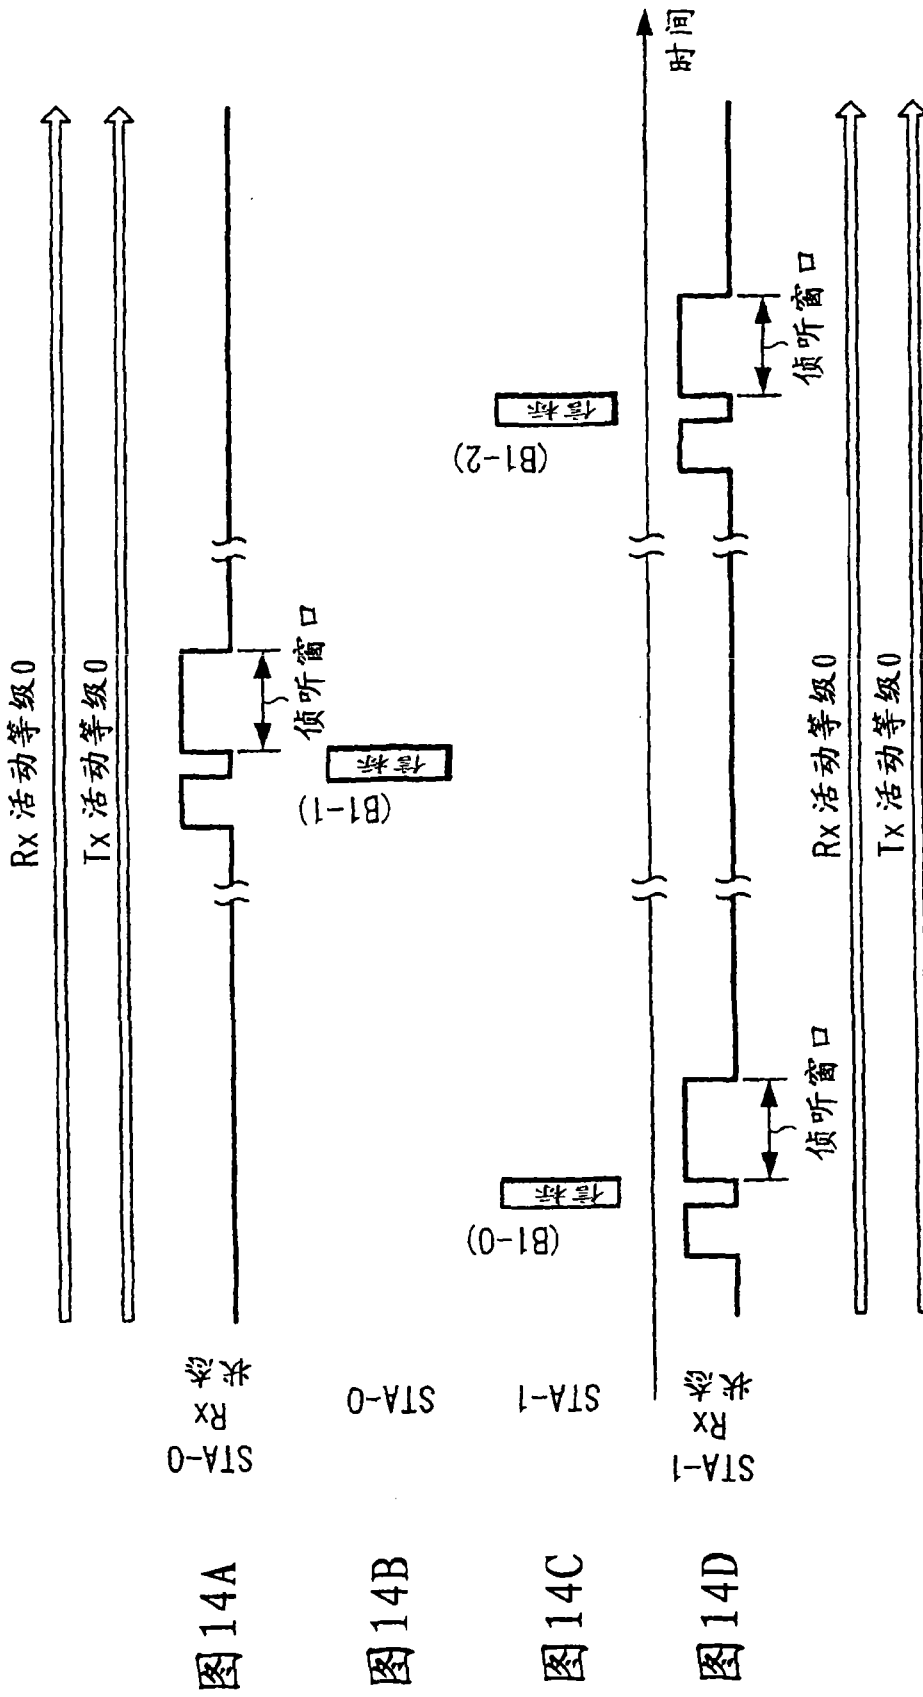 Rx 活动等级0
Tx 活动等级0
图14A
STA-0
Rx
状态
侦听窗口
图14B
STA-0
(B1-1)
信标
图14C
STA-1
(B1-0)
信标
(B1-2)
信标
时间
图14D
STA-1
Rx
状态
侦听窗口
侦听窗口
Rx 活动等级0
Tx 活动等级0